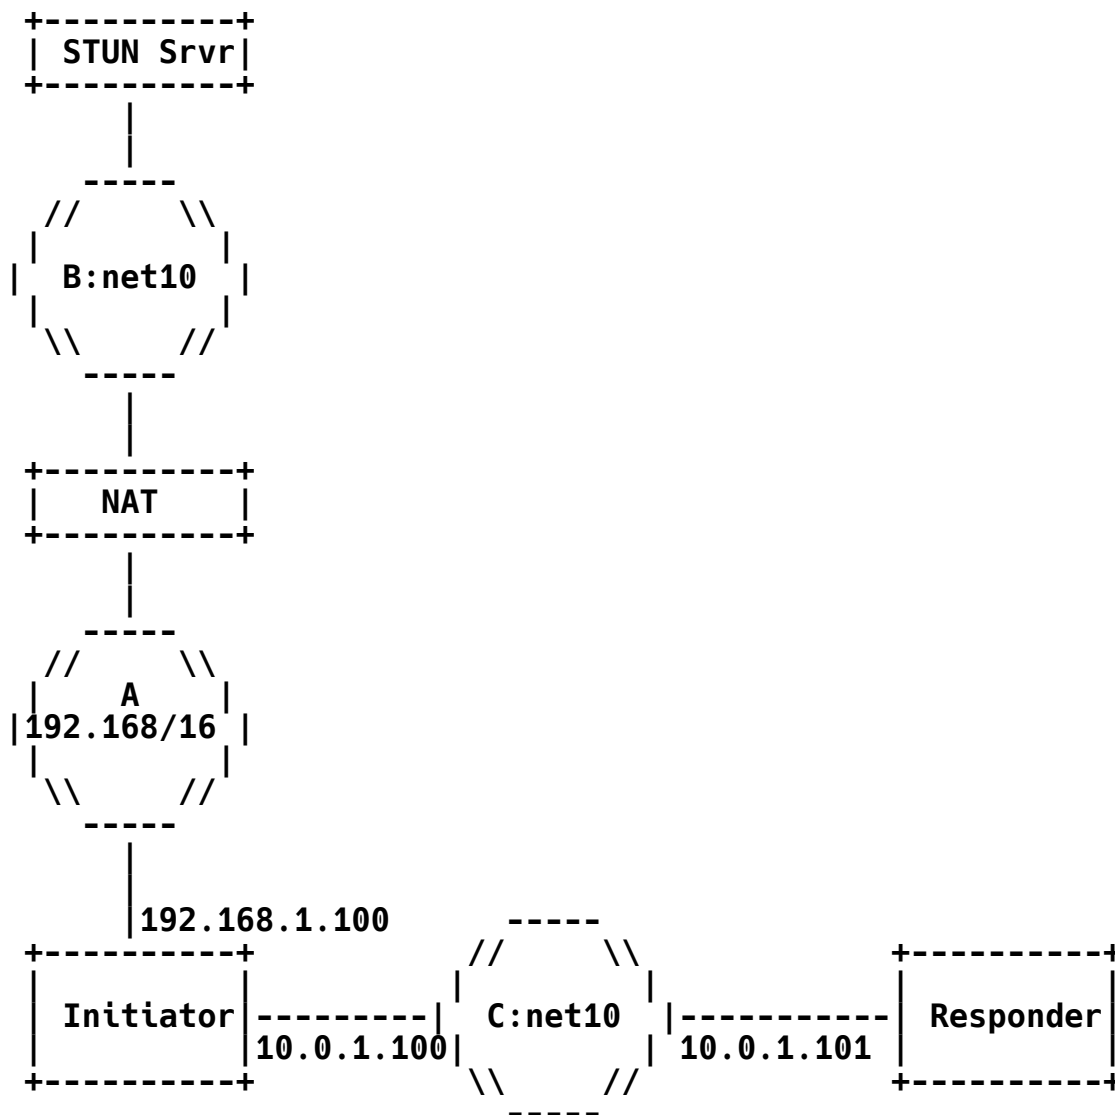 STUN Srvr
B:net10
NAT
A
192.168/16
192.168.1.100
Initiator C:net10 Responder
10.0.1.100 10.0.1.101